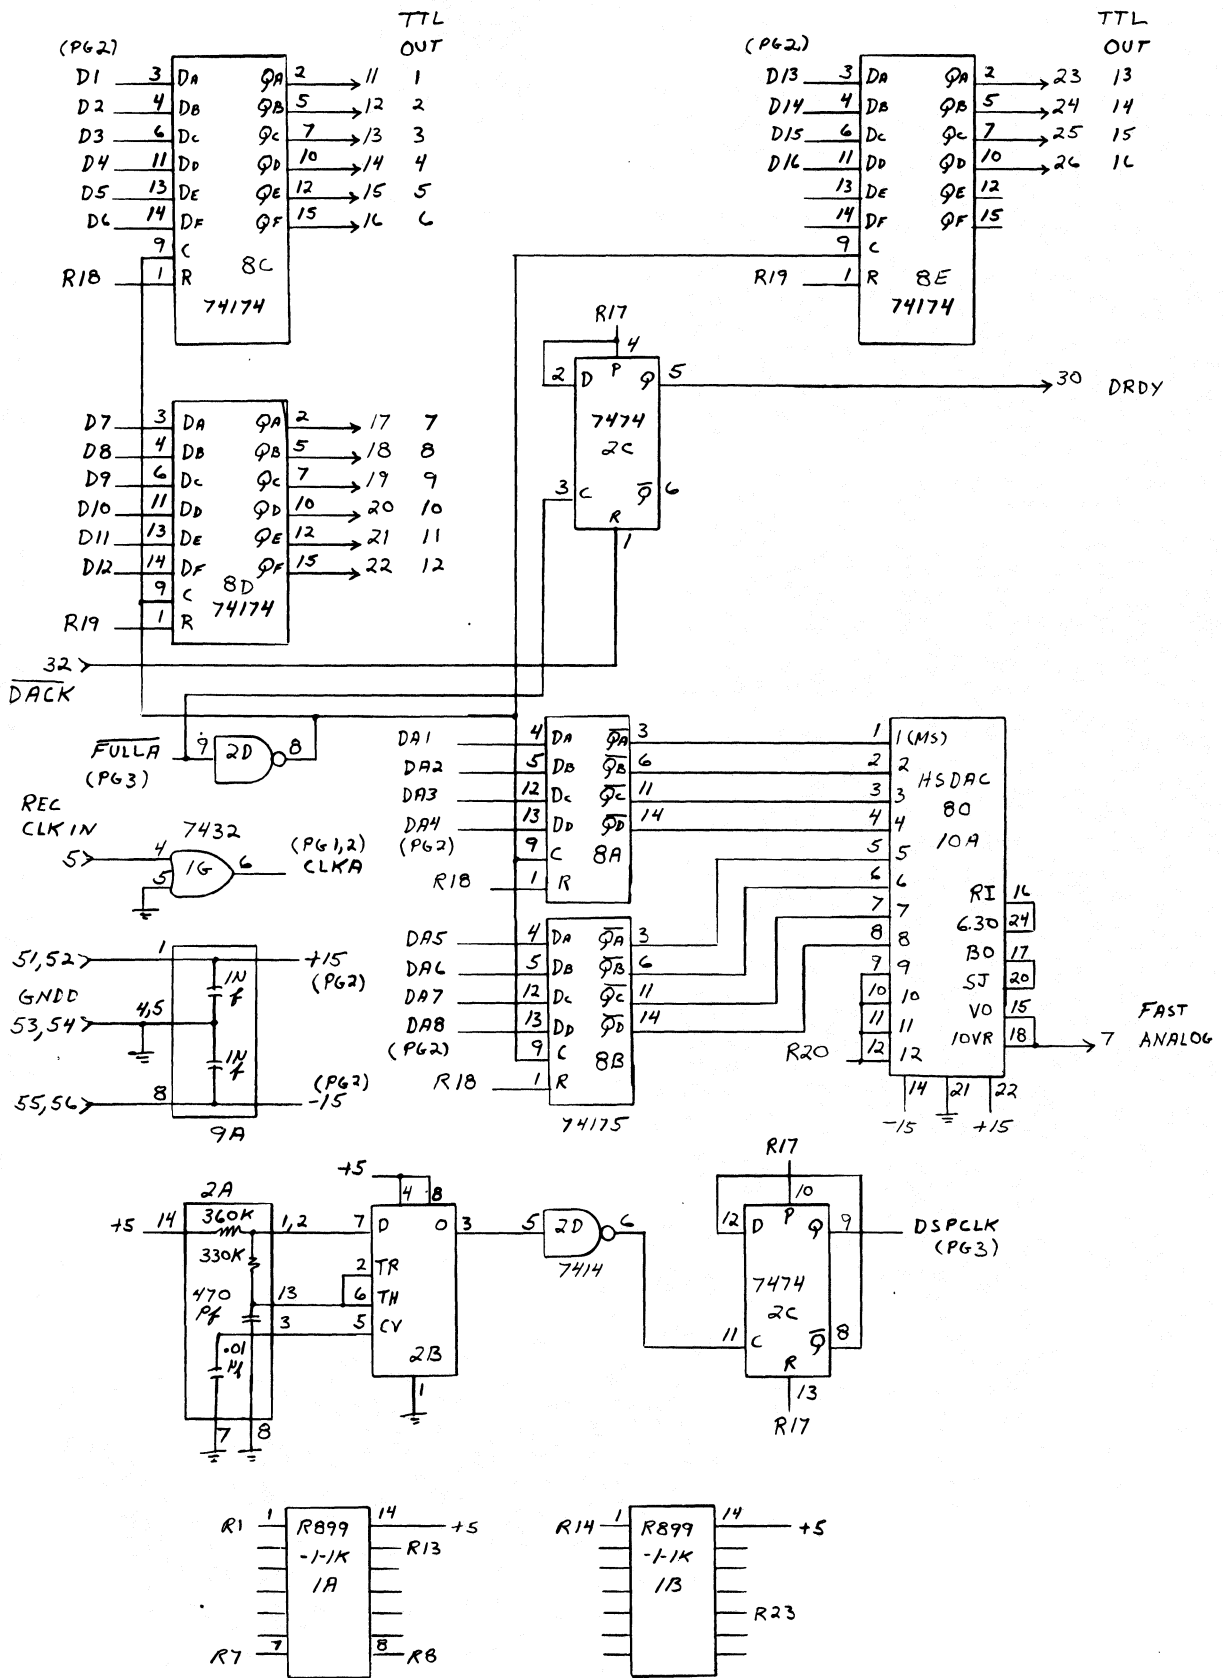 (PG2)
TTL
OUT
D1 3 DA QA 2 11 1
D2 4 DB QB 5 12 2
D3 6 DC QC 7 13 3
D4 11 DD QD 10 14 4
D5 13 DE QE 12 15 5
D6 14 DF QF 15 16 6
9 C
8C
R18 1 R
74174
(PG2)
TTL
OUT
D13 3 DA QA 2 23 13
D14 4 DB QB 5 24 14
D15 6 DC QC 7 25 15
D16 11 DD QD 10 26 16
13 DE QE 12
14 DF QF 15
9 C
R19 1 R 8E
74174
R17
4
2 D P Q 5 30 DRDY
7474
2C
3 C Q 6
R
1
D7 3 DA QA 2 17 7
D8 4 DB QB 5 18 8
D9 6 DC QC 7 19 9
D10 11 DD QD 10 20 10
D11 13 DE QE 12 21 11
D12 14 DF QF 15 22 12
8D
9 C 74174
R19 1 R
32
DACK
FULLA 9 2D 8
(PG3)
REC
CLK IN
7432
5 4 1G 6 (PG1,2)
5 CLKA
DA1 4 DA QA 3
DA2 5 DB QB 6
DA3 12 DC QC 11
DA4 13 DD QD 14
(PG2) 9 C 8A
R18 1 R
DA5 4 DA QA 3
DA6 5 DB QB 6
DA7 12 DC QC 11
DA8 13 DD QD 14
(PG2) 9 C 8B
R18 1 R
74175
1 1(MS)
2 2 HSDAC
3 3 80
4 4 10A
5 5
6 6 RI 16
7 7 6.30 24
8 8 BO 17
9 9 SJ 20
10 10 VO 15
11 11 10VR 18 7 FAST
ANALOG
R20 12 12
14 21 22
-15 +15
51,52 1 +15
(PG2)
1N
f
GNDD
53,54 4,5
1N
f
(PG2)
55,56 8 -15
9A
2A
+5 14 360K 1,2
330K
470
Pf
13
3
.01
Nf
7 8
+5
4 8
7 D O 3
2 TR
6 TH
5 CV
2B
1
5 2D 6
7414
R17
10
12 D P Q 9 DSPCLK
(PG3)
7474
2C
11 C Q 8
R
13
R17
R1 1 R899 14 +5
-1-1K R13
1A
R7 7 8 R8
R14 1 R899 14 +5
-1-1K
1B
R23